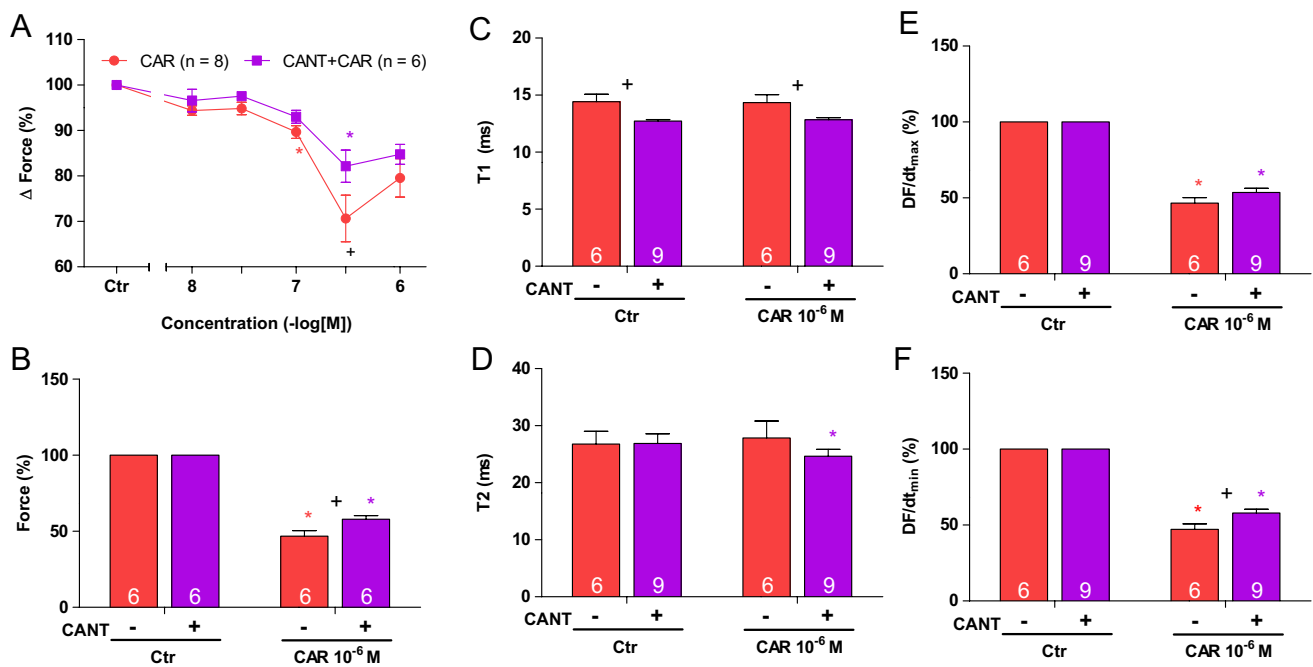 A
110
100
90
80
70
60
Δ Force (%)
CAR (n = 8)
CANT+CAR (n = 6)
*
*
+
Ctr
8
7
6
Concentration (-log[M])
B
150
100
50
0
Force (%)
* + *
6 6 6 6
CANT - + - +
Ctr CAR 10⁻⁶ M
C
20
15
10
5
0
T1 (ms)
+ +
6 9 6 9
CANT - + - +
Ctr CAR 10⁻⁶ M
D
40
30
20
10
0
T2 (ms)
*
6 9 6 9
CANT - + - +
Ctr CAR 10⁻⁶ M
E
150
100
50
0
DF/dtmax (%)
* *
6 9 6 9
CANT - + - +
Ctr CAR 10⁻⁶ M
F
150
100
50
0
DF/dtmin (%)
* + *
6 9 6 9
CANT - + - +
Ctr CAR 10⁻⁶ M